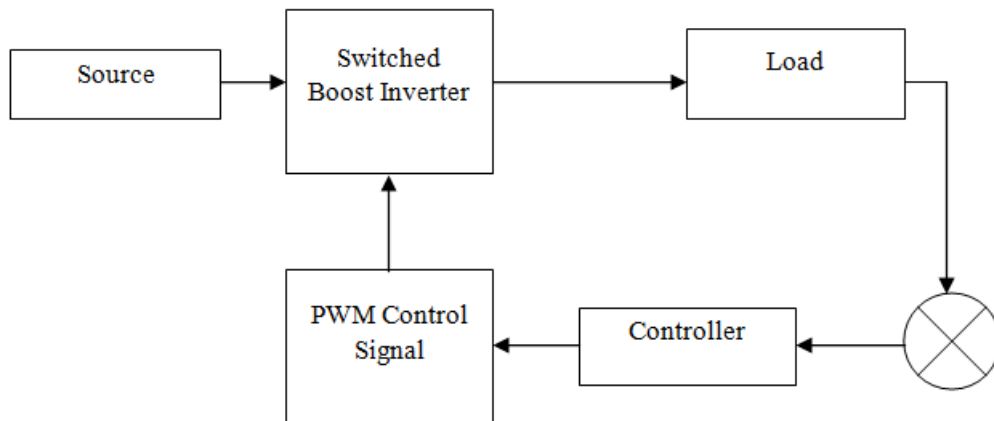 Source
Switched
Boost Inverter
Load
PWM Control
Signal
Controller